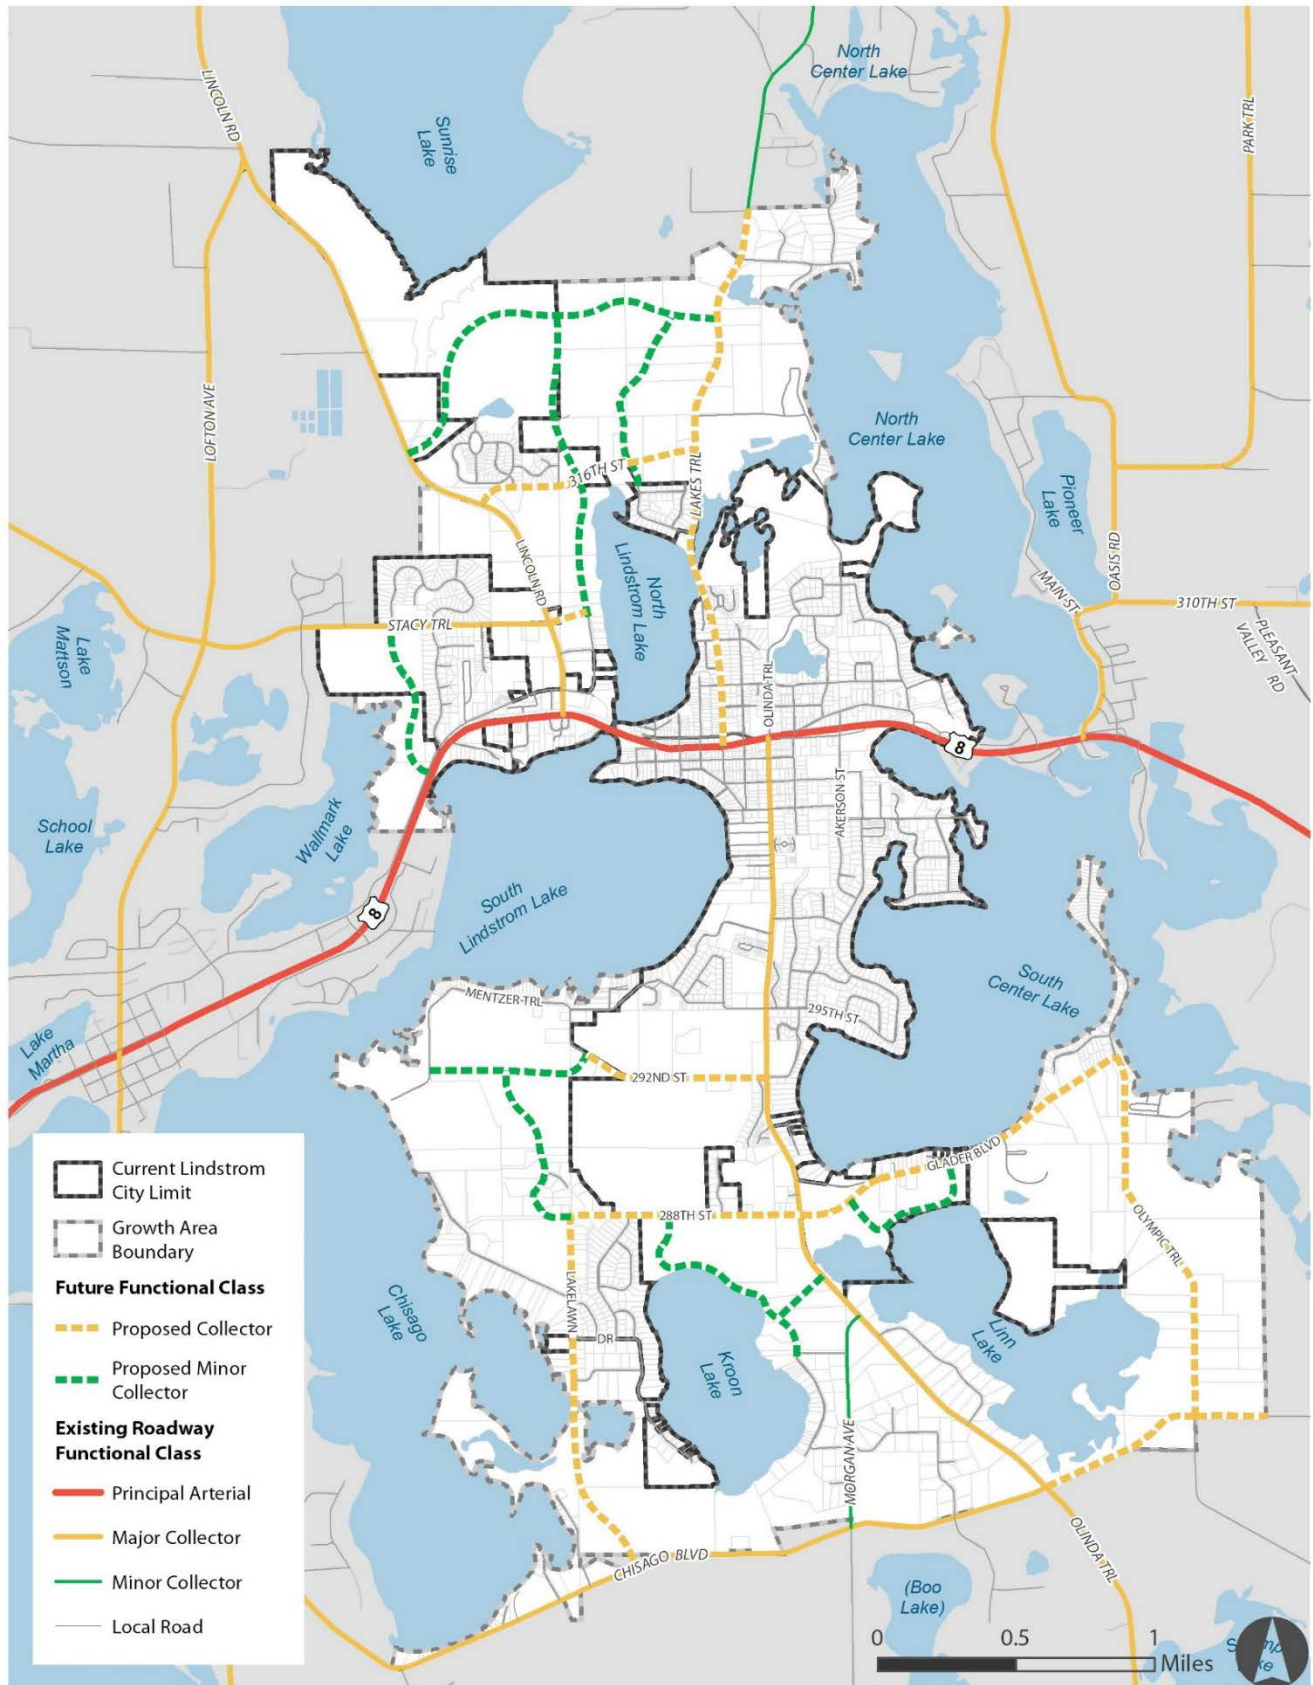 North
Center Lake
LINCOLN RD
Sunrise
Lake
PARK TRL
LOFTON AVE
North
Center Lake
Pioneer
Lake
316TH ST
LAKES TRL
LINCOLN RD
North
Lindstrom Lake
OASIS RD
MAIN ST
310TH ST
PLEASANT
VALLEY RD
Lake
Mattson
STACY TRL
OLINDA TRL
8
School
Lake
Wallmark
Lake
AKERSON ST
8
South
Lindstrom Lake
South
Center Lake
MENTZER TRL
295TH ST
Lake
Martha
292ND ST
GLADER BLVD
288TH ST
OLYMPIC TRL
Chisago
Lake
LAKELAWN
DR
Kroon
Lake
Linn
Lake
MORGAN AVE
OLINDA TRL
CHISAGO BLVD
(Boo
Lake)
Current Lindstrom
City Limit
Growth Area
Boundary
Future Functional Class
Proposed Collector
Proposed Minor
Collector
Existing Roadway
Functional Class
Principal Arterial
Major Collector
Minor Collector
Local Road
0 0.5 1
Miles